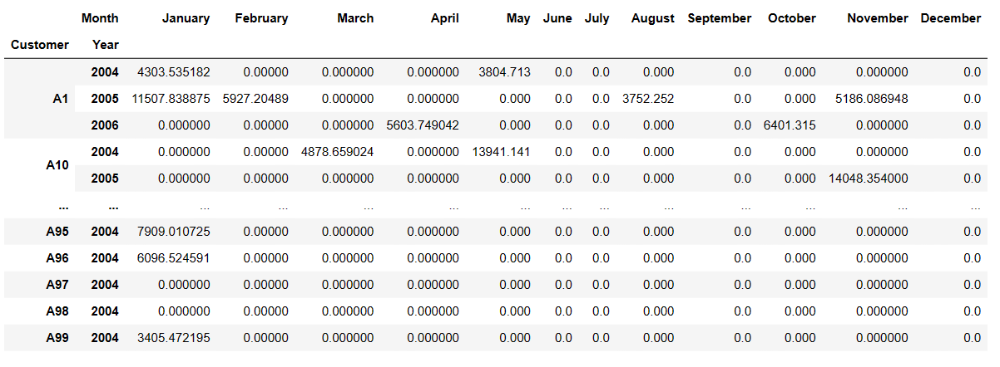 Month January February March April May June July August September October November December
Customer Year
2004 4303.535182 0.00000 0.000000 0.000000 3804.713 0.0 0.0 0.000 0.0 0.000 0.000000 0.0
A1 2005 11507.838875 5927.20489 0.000000 0.000000 0.000 0.0 0.0 3752.252 0.0 0.000 5186.086948 0.0
2006 0.000000 0.00000 0.000000 5603.749042 0.000 0.0 0.0 0.000 0.0 6401.315 0.000000 0.0
A10 2004 0.000000 0.00000 4878.659024 0.000000 13941.141 0.0 0.0 0.000 0.0 0.000 0.000000 0.0
2005 0.000000 0.00000 0.000000 0.000000 0.000 0.0 0.0 0.000 0.0 0.000 14048.354000 0.0
... ... ... ... ... ... ... ... ... ... ... ... ... ...
A95 2004 7909.010725 0.00000 0.000000 0.000000 0.000 0.0 0.0 0.000 0.0 0.000 0.000000 0.0
A96 2004 6096.524591 0.00000 0.000000 0.000000 0.000 0.0 0.0 0.000 0.0 0.000 0.000000 0.0
A97 2004 0.000000 0.00000 0.000000 0.000000 0.000 0.0 0.0 0.000 0.0 0.000 0.000000 0.0
A98 2004 0.000000 0.00000 0.000000 0.000000 0.000 0.0 0.0 0.000 0.0 0.000 0.000000 0.0
A99 2004 3405.472195 0.00000 0.000000 0.000000 0.000 0.0 0.0 0.000 0.0 0.000 0.000000 0.0